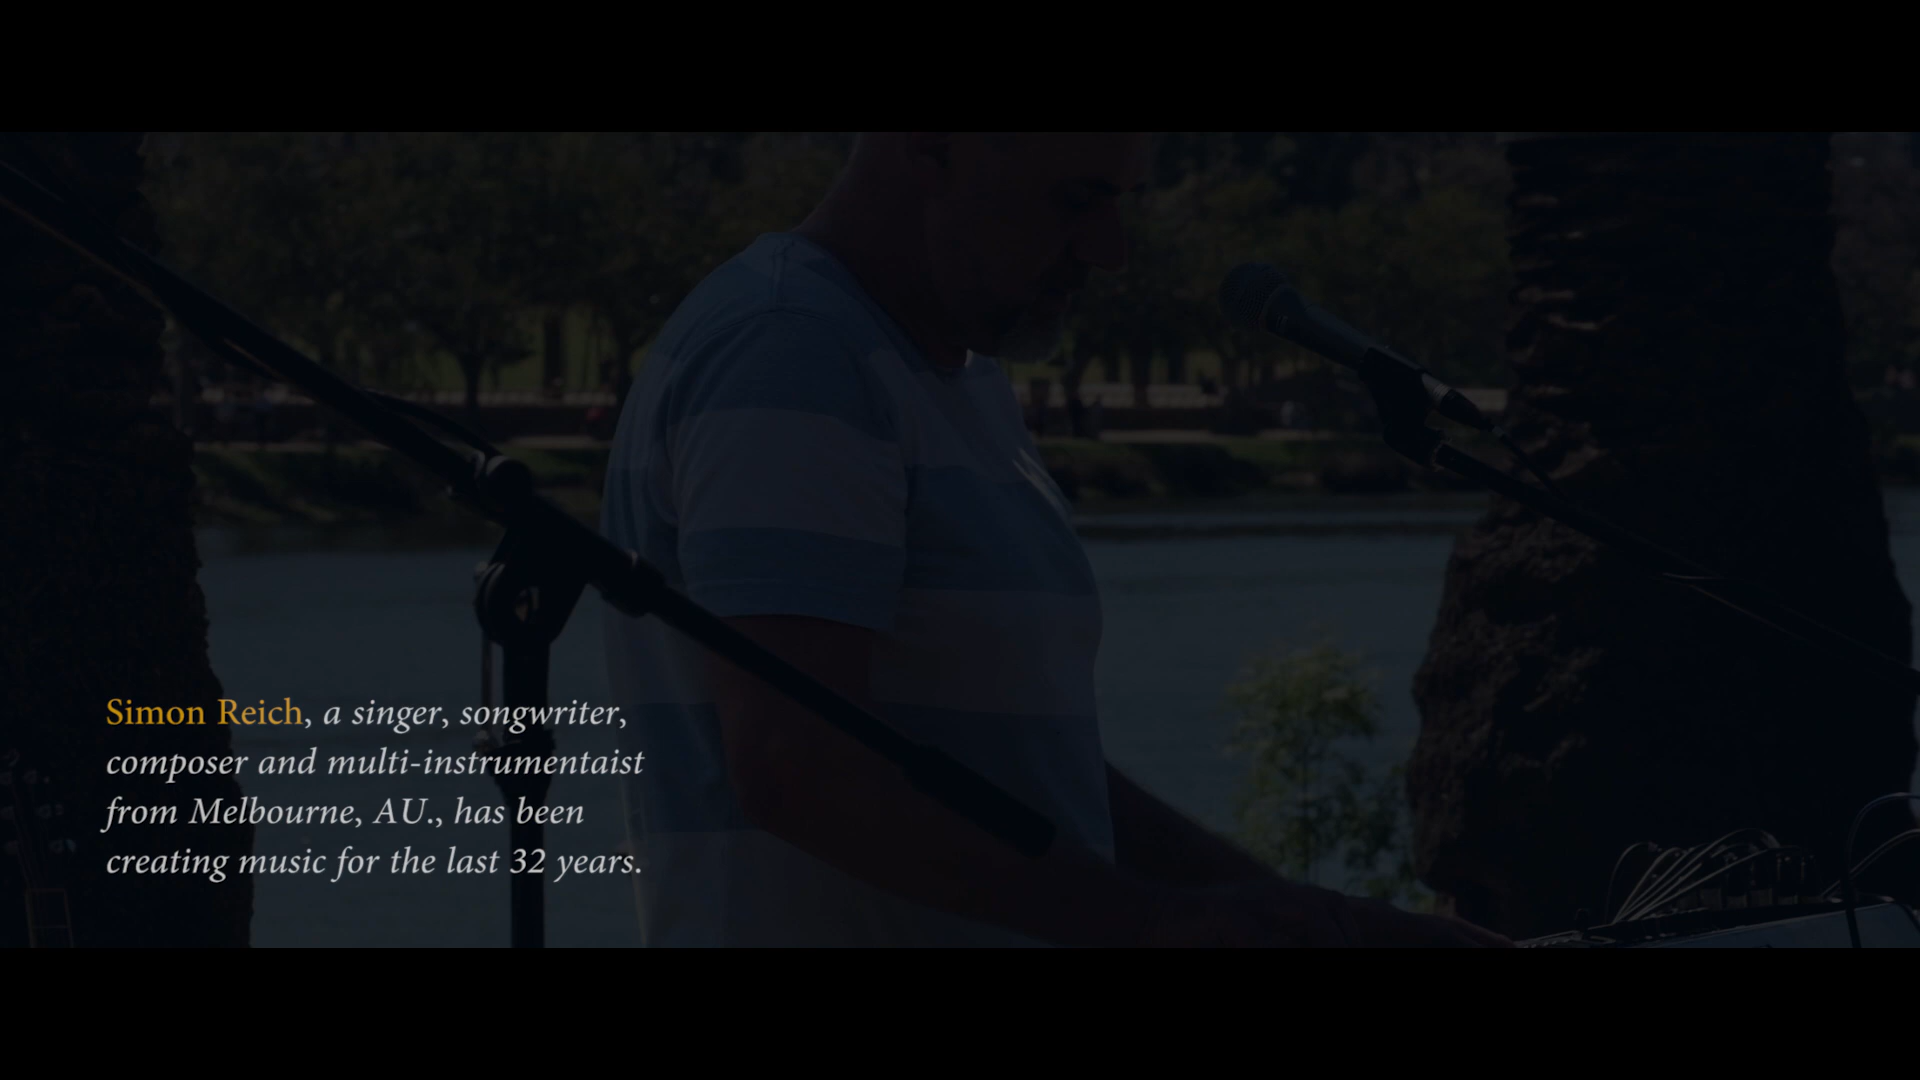 Simon Reich, a singer, songwriter,
composer and multi-instrumentaist
from Melbourne, AU., has been
creating music for the last 32 years.